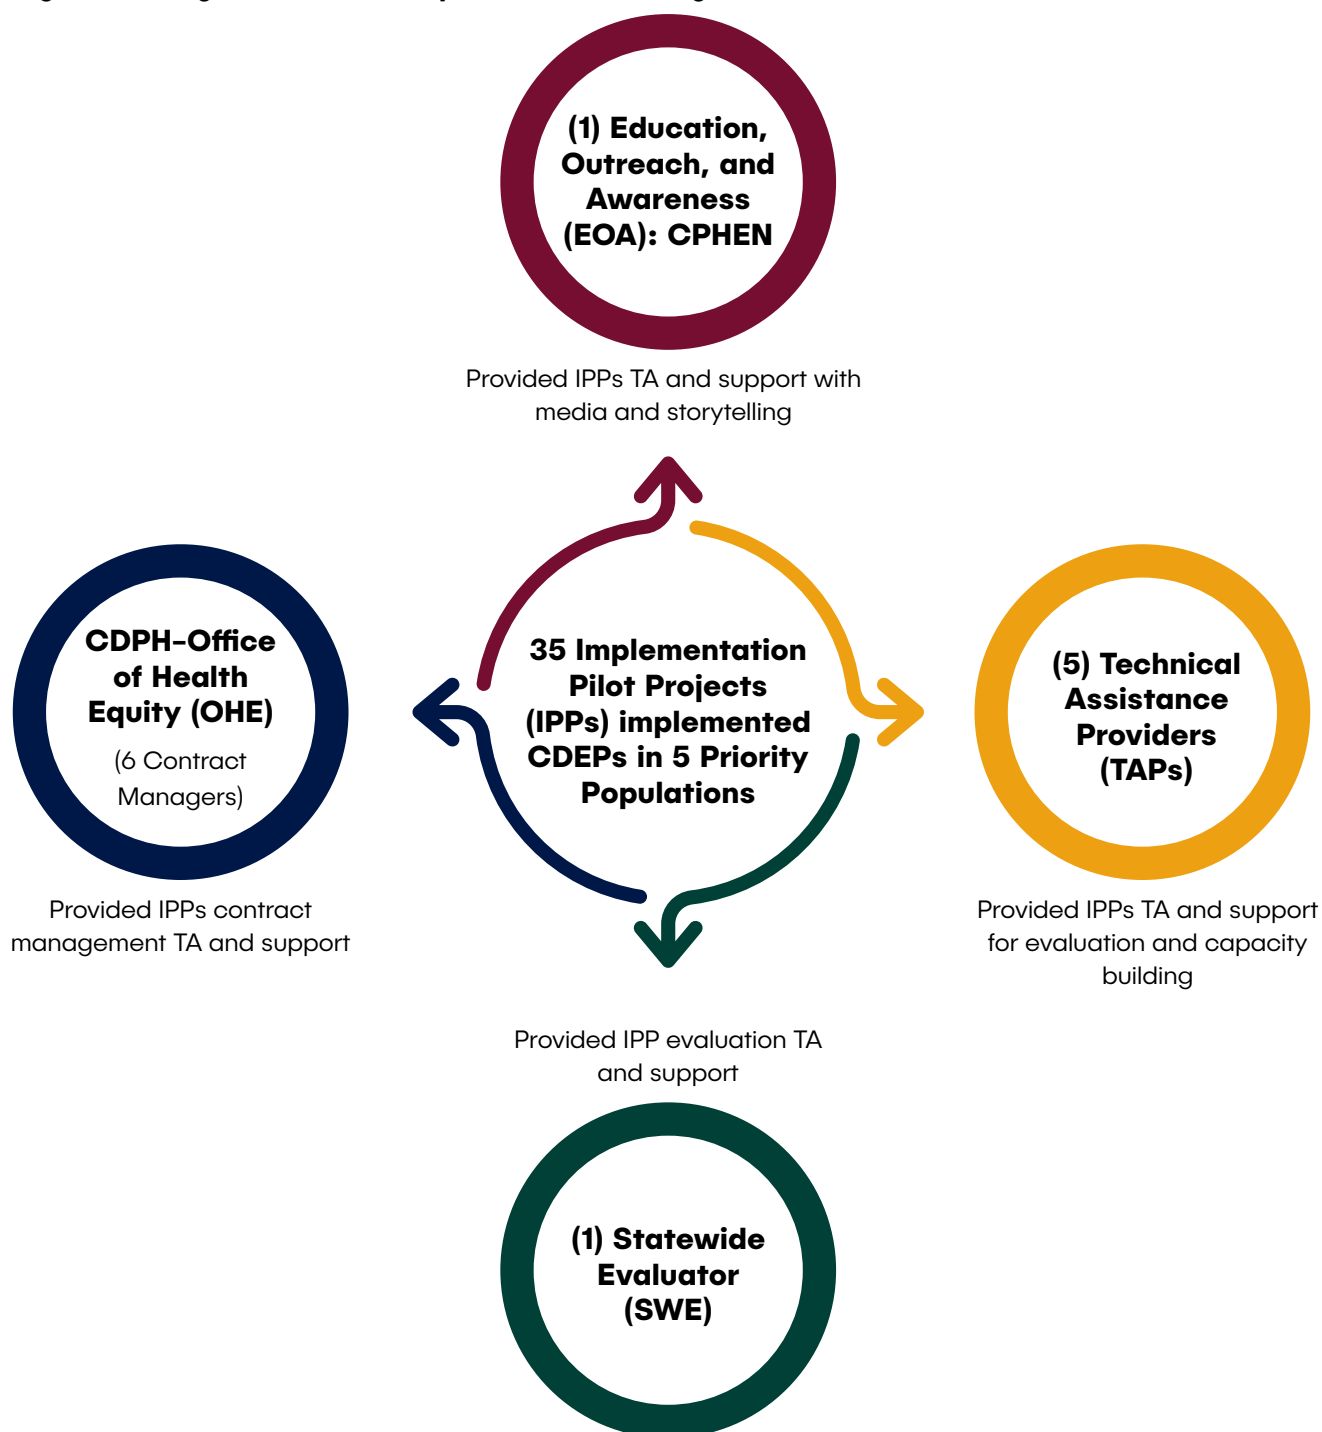 (1) Education,
Outreach, and
Awareness
(EOA): CPHEN
Provided IPPs TA and support with
media and storytelling
CDPH-Office
of Health
Equity (OHE)
(6 Contract
Managers)
Provided IPPs contract
management TA and support
35 Implementation
Pilot Projects
(IPPs) implemented
CDEPs in 5 Priority
Populations
(5) Technical
Assistance
Providers
(TAPs)
Provided IPPs TA and support
for evaluation and capacity
building
Provided IPP evaluation TA
and support
(1) Statewide
Evaluator
(SWE)